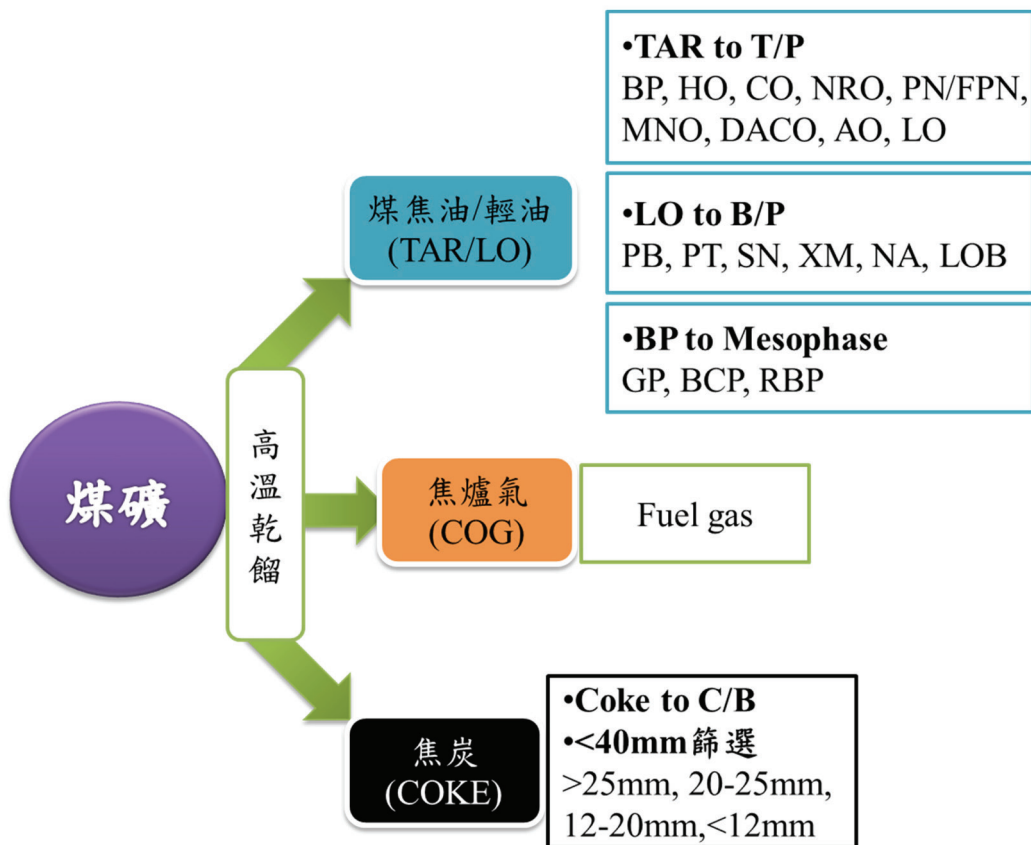 •TAR to T/P
BP, HO, CO, NRO, PN/FPN,
MNO, DACO, AO, LO
煤焦油/輕油
(TAR/LO)
•LO to B/P
PB, PT, SN, XM, NA, LOB
•BP to Mesophase
GP, BCP, RBP
煤礦
高溫乾餾
焦爐氣
(COG)
Fuel gas
焦炭
(COKE)
•Coke to C/B
•<40mm篩選
>25mm, 20-25mm,
12-20mm,<12mm